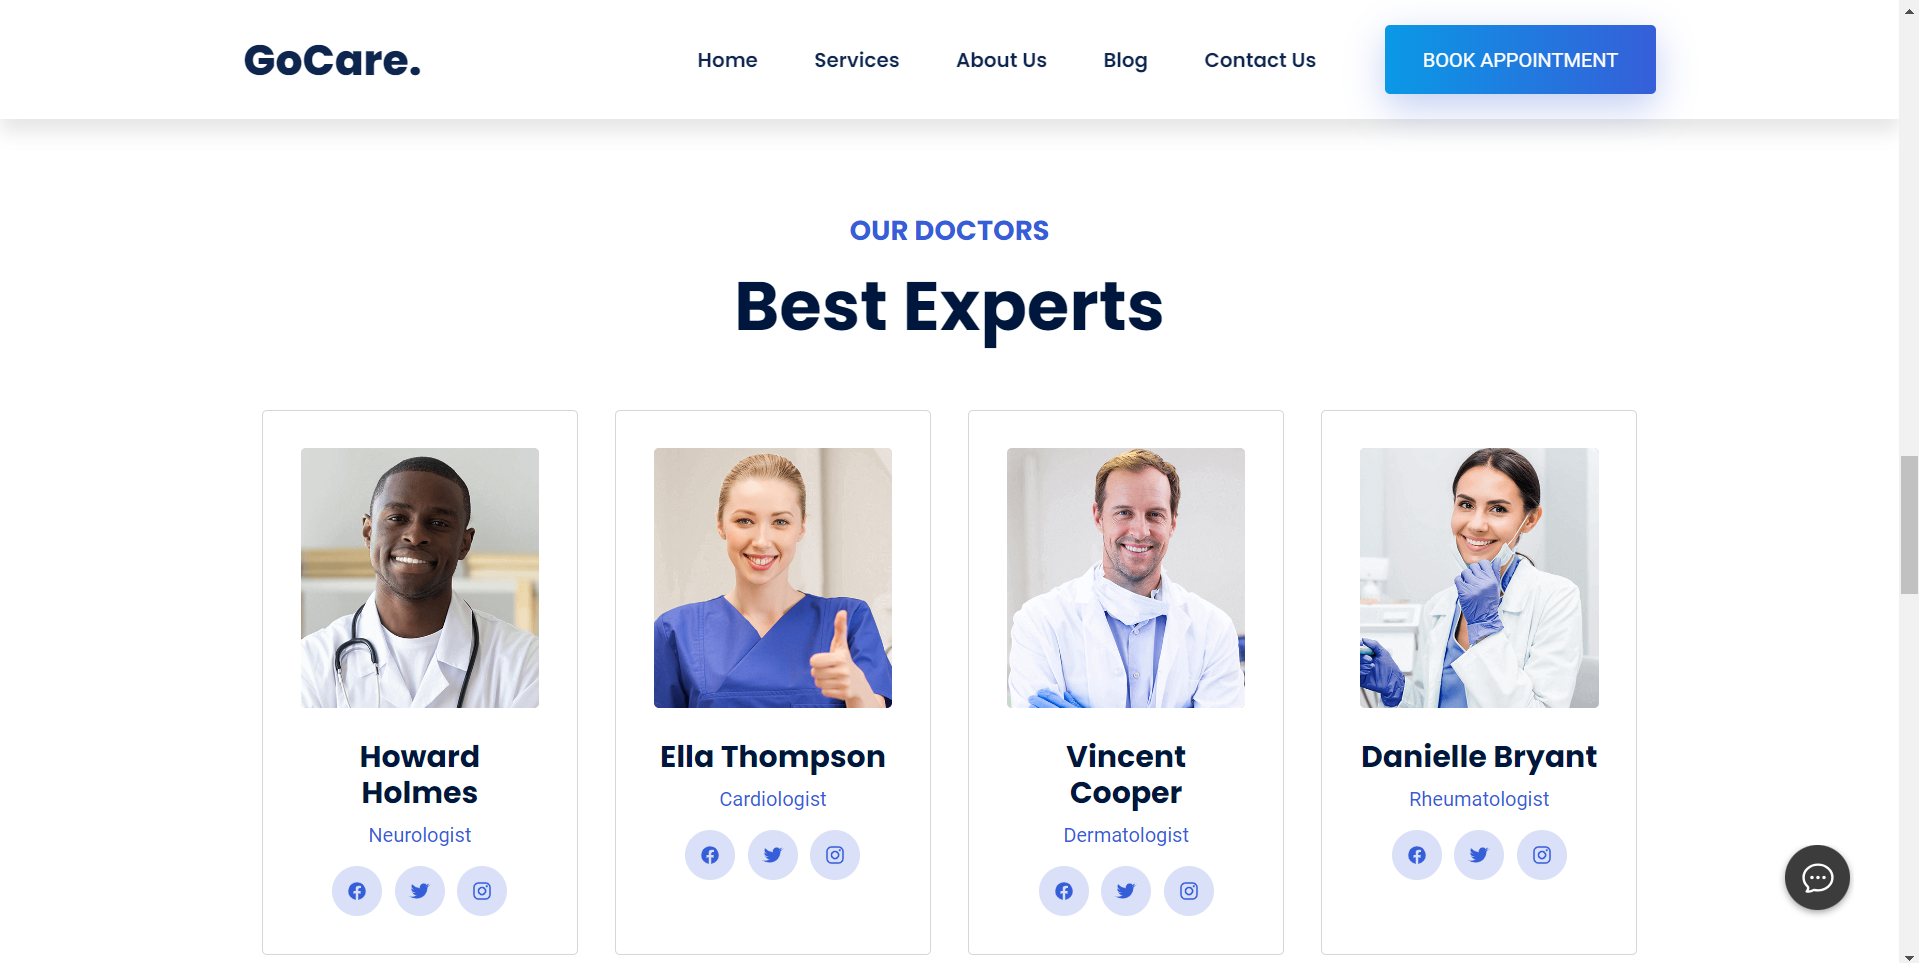 GoCare.
Home
Services
About Us
Blog
Contact Us
BOOK APPOINTMENT
OUR DOCTORS
Best Experts
Howard
Holmes
Neurologist
Ella Thompson
Cardiologist
Vincent
Cooper
Dermatologist
Danielle Bryant
Rheumatologist